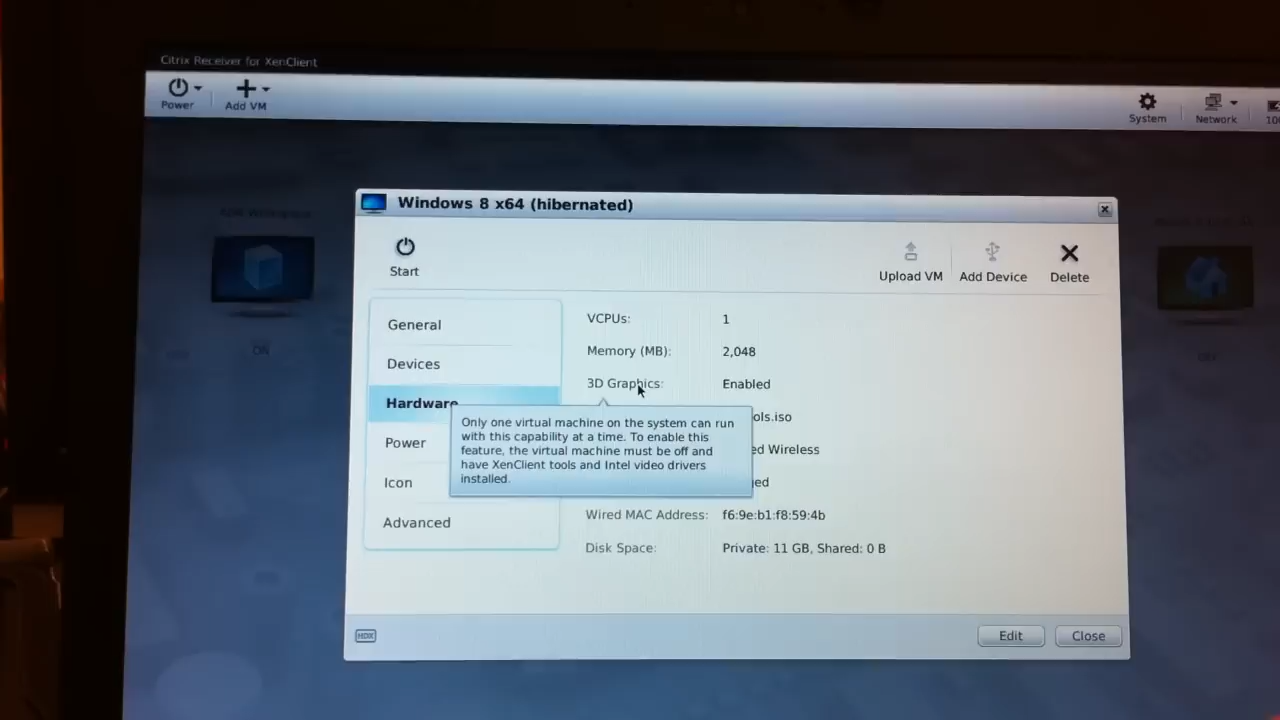 Citrix Receiver for XenClient
Power
Add VM
System
Network
10
Windows 8 x64 (hibernated)
Start
Upload VM
Add Device
Delete
General
Devices
Hardware
Power
Icon
Advanced
VCPUs: 1
Memory (MB): 2,048
3D Graphics: Enabled
ols.iso
ed Wireless
ed
Only one virtual machine on the system can run
with this capability at a time. To enable this
feature, the virtual machine must be off and
have XenClient tools and Intel video drivers
installed.
Wired MAC Address: f6:9e:b1:f8:59:4b
Disk Space: Private: 11 GB, Shared: 0 B
HDX
Edit
Close
ON